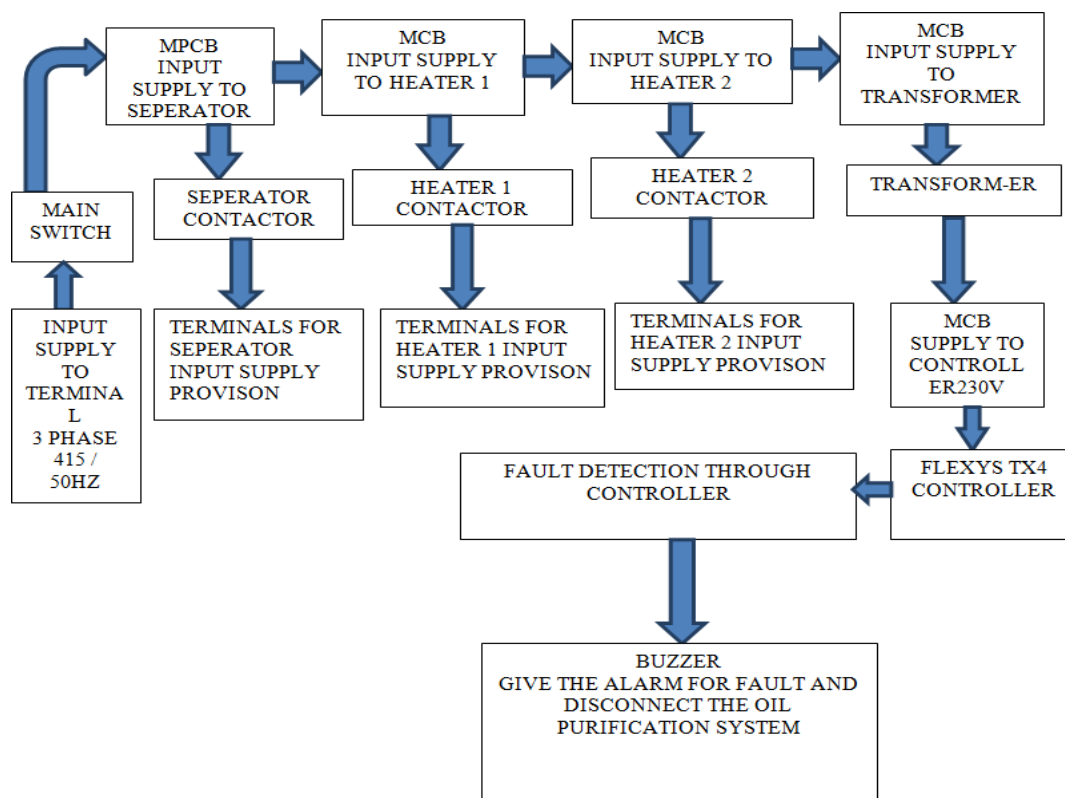 MPCB
INPUT
SUPPLY TO
SEPERATOR
MCB
INPUT SUPPLY
TO HEATER 1
MCB
INPUT SUPPLY TO
HEATER 2
MCB
INPUT SUPPLY
TO
TRANSFORMER
MAIN
SWITCH
SEPERATOR
CONTACTOR
HEATER 1
CONTACTOR
HEATER 2
CONTACTOR
TRANSFORM-ER
INPUT
SUPPLY
TO
TERMINA
L
3 PHASE
415 /
50HZ
TERMINALS FOR
SEPERATOR
INPUT SUPPLY
PROVISON
TERMINALS FOR
HEATER 1 INPUT
SUPPLY PROVISON
TERMINALS FOR
HEATER 2 INPUT
SUPPLY PROVISON
MCB
SUPPLY TO
CONTROLL
ER230V
FAULT DETECTION THROUGH
CONTROLLER
FLEXYS TX4
CONTROLLER
BUZZER
GIVE THE ALARM FOR FAULT AND
DISCONNECT THE OIL
PURIFICATION SYSTEM